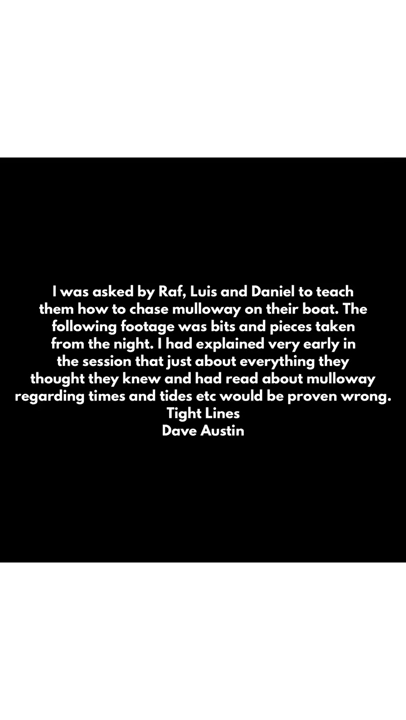 I was asked by Raf, Luis and Daniel to teach
them how to chase mulloway on their boat. The
following footage was bits and pieces taken
from the night. I had explained very early in
the session that just about everything they
thought they knew and had read about mulloway
regarding times and tides etc would be proven wrong.
Tight Lines
Dave Austin